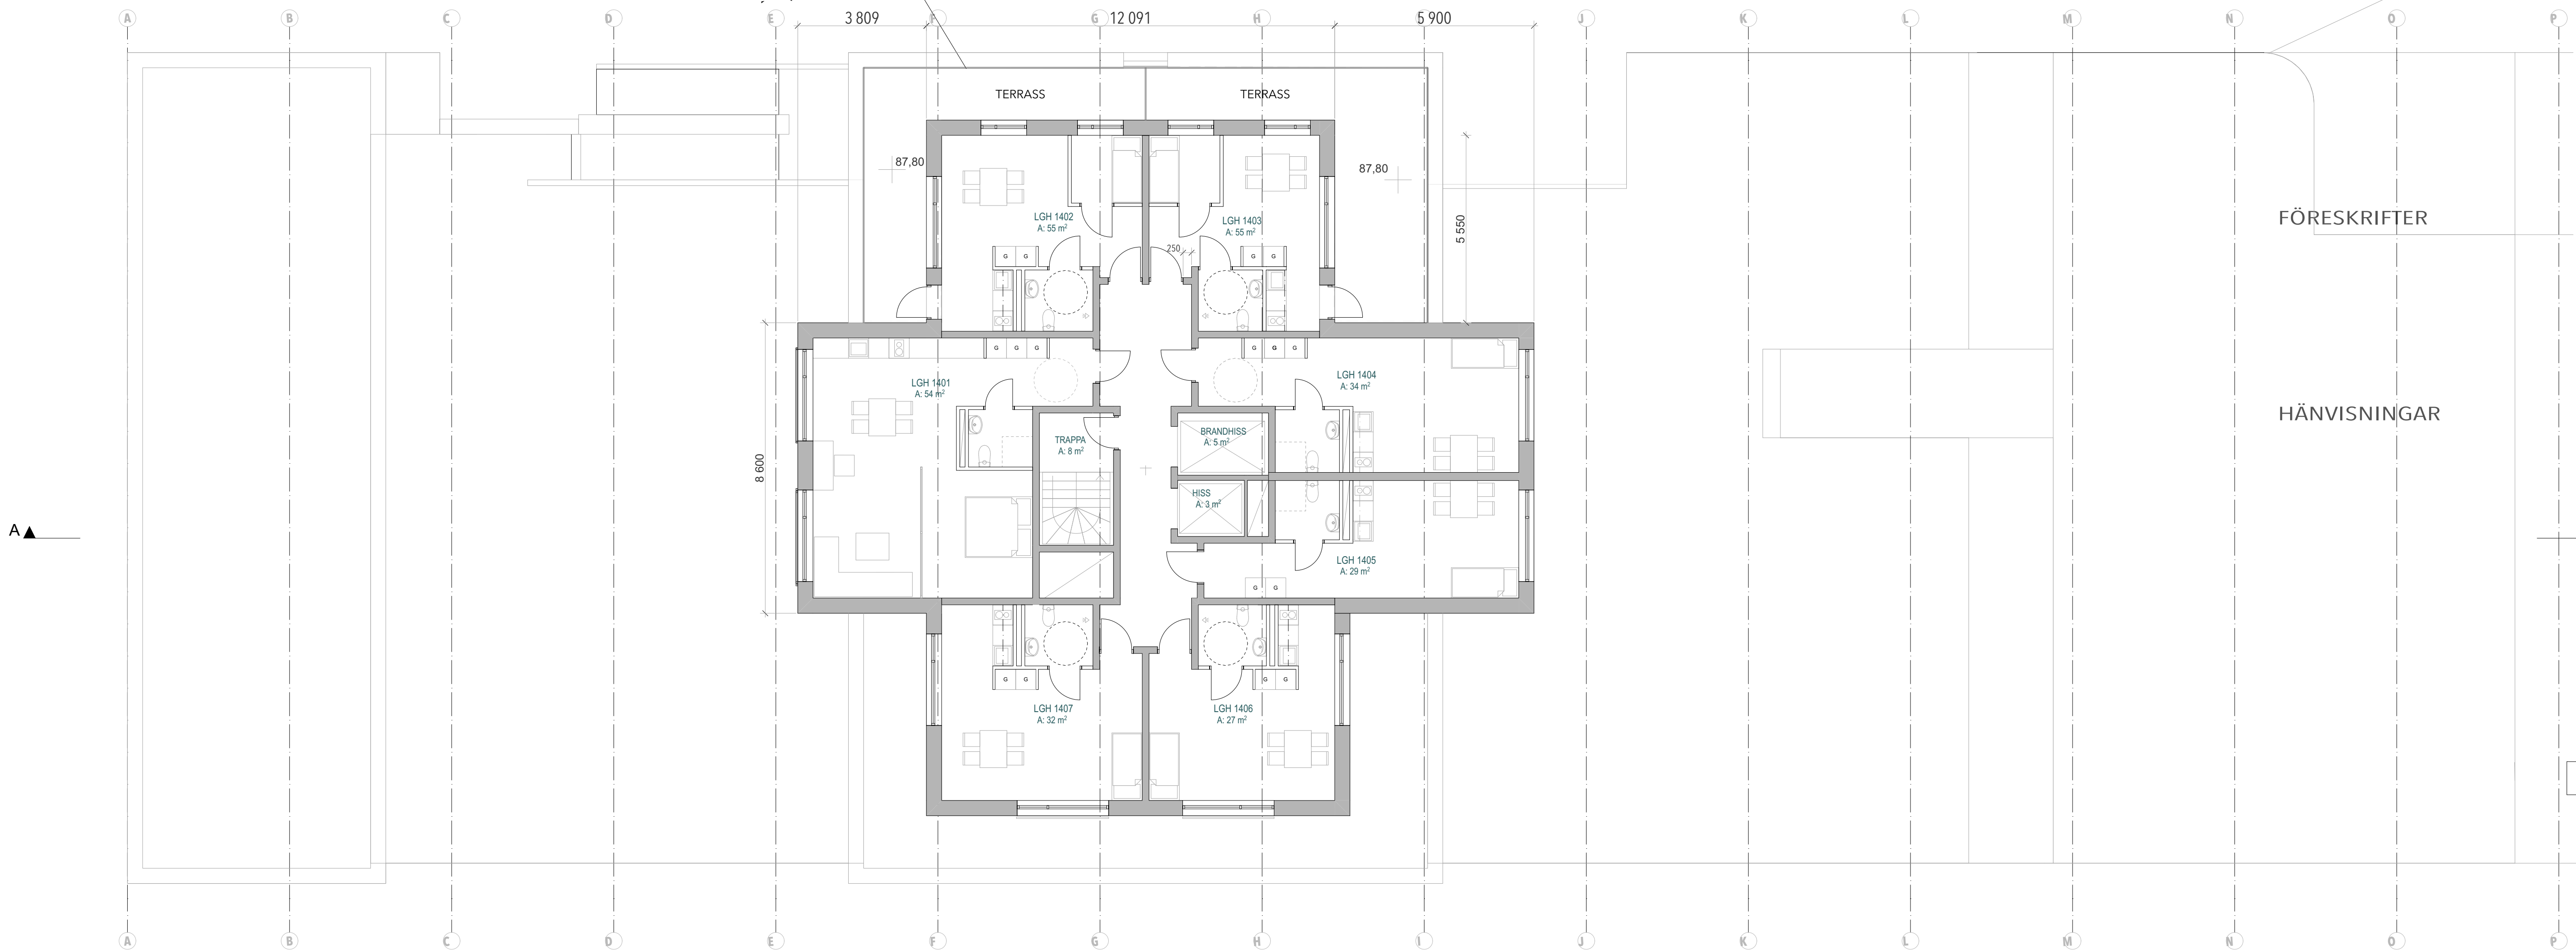 A B C D E F G H I J K L M N O P
3 809 12 091 5 900
TERRASS TERRASS
87,80 87,80
5 550
FÖRESKRIFTER
LGH 1402
A: 55 m²
LGH 1403
A: 55 m²
250
G G G G
G G G G G G
LGH 1401
A: 54 m²
LGH 1404
A: 34 m²
HÄNVISNINGAR
TRAPPA
A: 8 m²
BRANDHISS
A: 5 m²
8 600
HISS
A: 3 m²
A
LGH 1405
A: 29 m²
G G
G G G G
LGH 1407
A: 32 m²
LGH 1406
A: 27 m²
A B C D E F G H I J K L M N O P